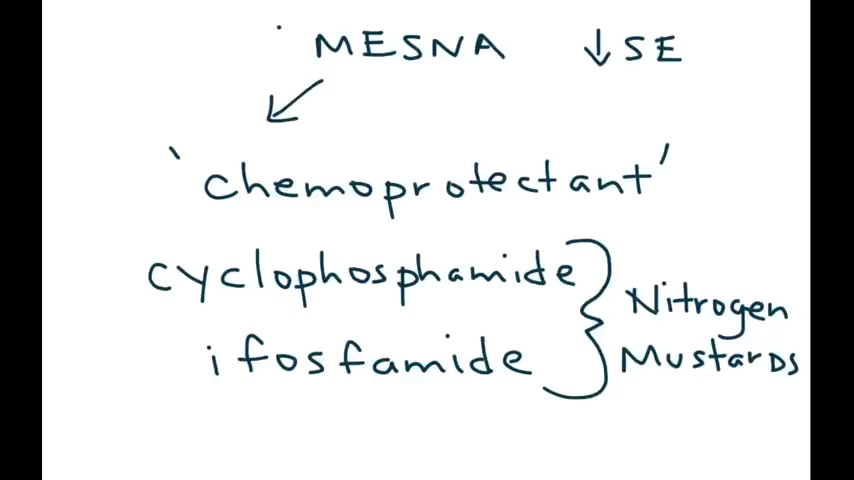 MESNA ↓SE
'chemoprotectant'
cyclophosphamide
ifosfamide
Nitrogen
Mustards